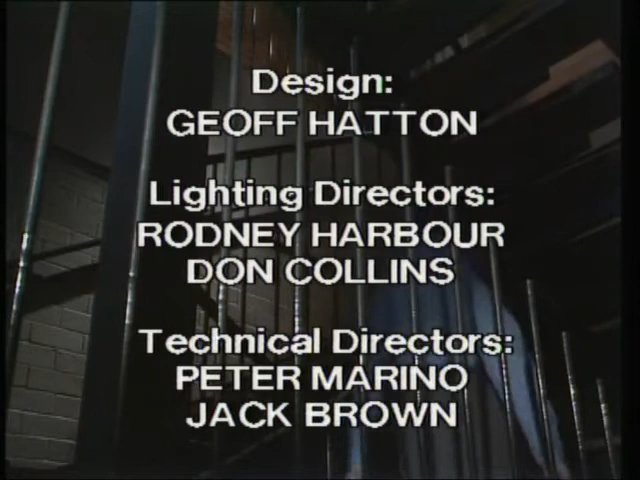 Design:
GEOFF HATTON
Lighting Directors:
RODNEY HARBOUR
DON COLLINS
Technical Directors:
PETER MARINO
JACK BROWN